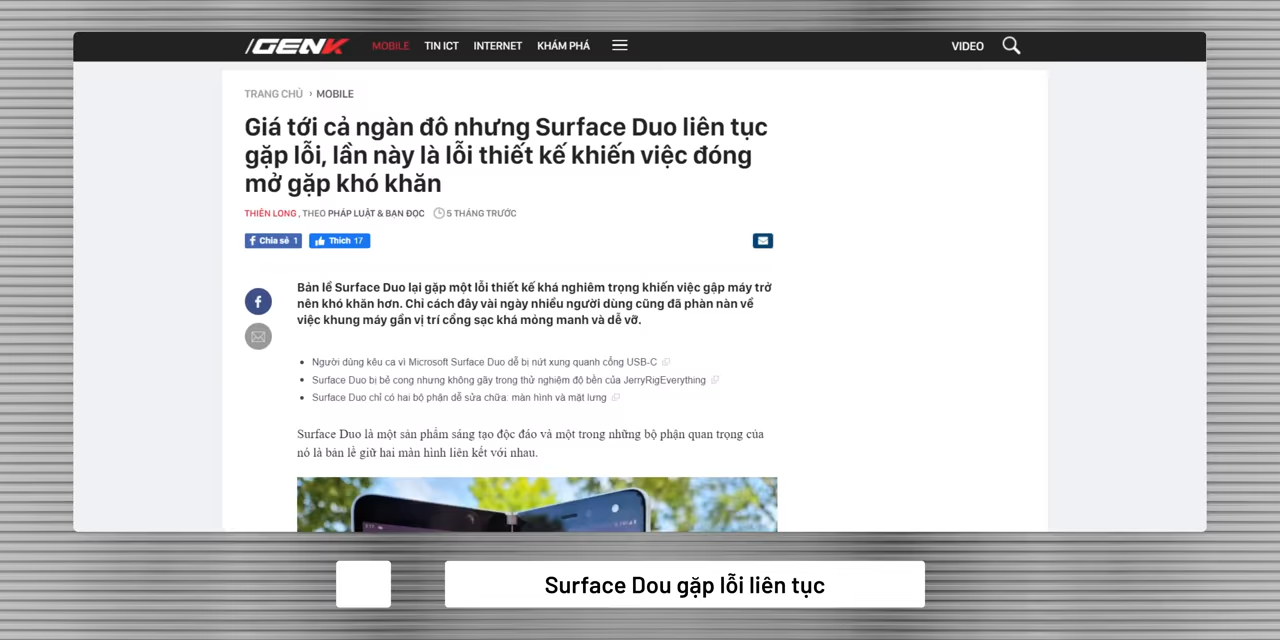 /GENK MOBILE TIN ICT INTERNET KHÁM PHÁ VIDEO
TRANG CHỦ › MOBILE
Giá tới cả ngàn đô nhưng Surface Duo liên tục
gặp lỗi, lần này là lỗi thiết kế khiến việc đóng
mở gặp khó khăn
THIÊN LONG , THEO PHÁP LUẬT & BẠN ĐỌC 5 THÁNG TRƯỚC
Chia sẻ 1 Thích 17
Bản lề Surface Duo lại gặp một lỗi thiết kế khá nghiêm trọng khiến việc gập máy trở
nên khó khăn hơn. Chỉ cách đây vài ngày nhiều người dùng cũng đã phàn nàn về
việc khung máy gần vị trí cổng sạc khá mỏng manh và dễ vỡ.
Người dùng kêu ca vì Microsoft Surface Duo dễ bị nứt xung quanh cổng USB-C
Surface Duo bị bẻ cong nhưng không gãy trong thử nghiệm độ bền của JerryRigEverything
Surface Duo chỉ có hai bộ phận dễ sửa chữa: màn hình và mặt lưng
Surface Duo là một sản phẩm sáng tạo độc đáo và một trong những bộ phận quan trọng của
nó là bản lề giữ hai màn hình liên kết với nhau.
Surface Dou gặp lỗi liên tục